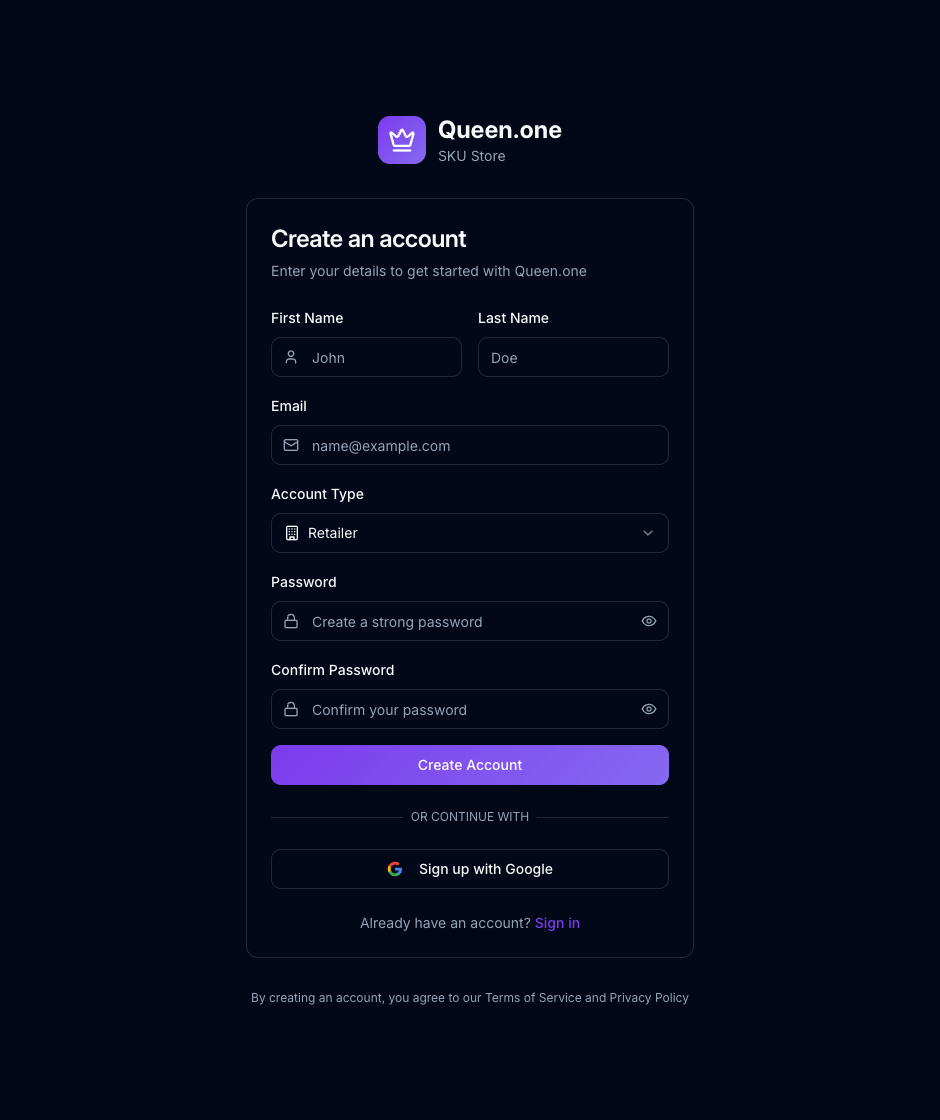 Queen.one
SKU Store
Create an account
Enter your details to get started with Queen.one
First Name
Last Name
John
Doe
Email
name@example.com
Account Type
Retailer
Password
Create a strong password
Confirm Password
Confirm your password
Create Account
OR CONTINUE WITH
Sign up with Google
Already have an account? Sign in
By creating an account, you agree to our Terms of Service and Privacy Policy